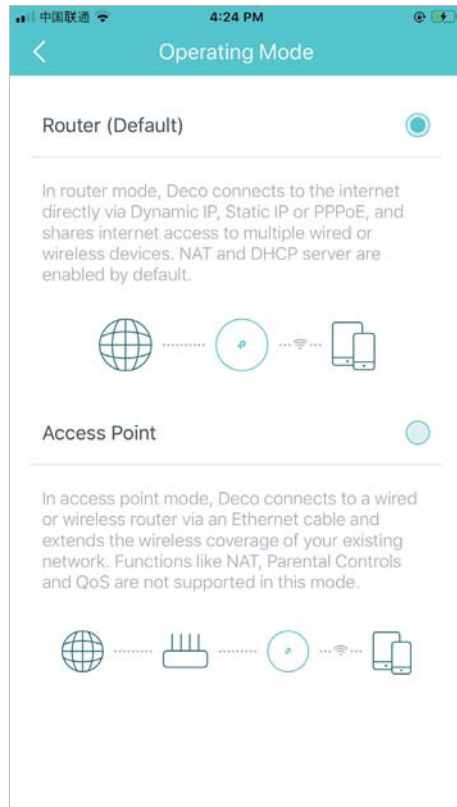 中国联通 4:24 PM
Operating Mode
Router (Default)
In router mode, Deco connects to the internet
directly via Dynamic IP, Static IP or PPPoE, and
shares internet access to multiple wired or
wireless devices. NAT and DHCP server are
enabled by default.
Access Point
In access point mode, Deco connects to a wired
or wireless router via an Ethernet cable and
extends the wireless coverage of your existing
network. Functions like NAT, Parental Controls
and QoS are not supported in this mode.